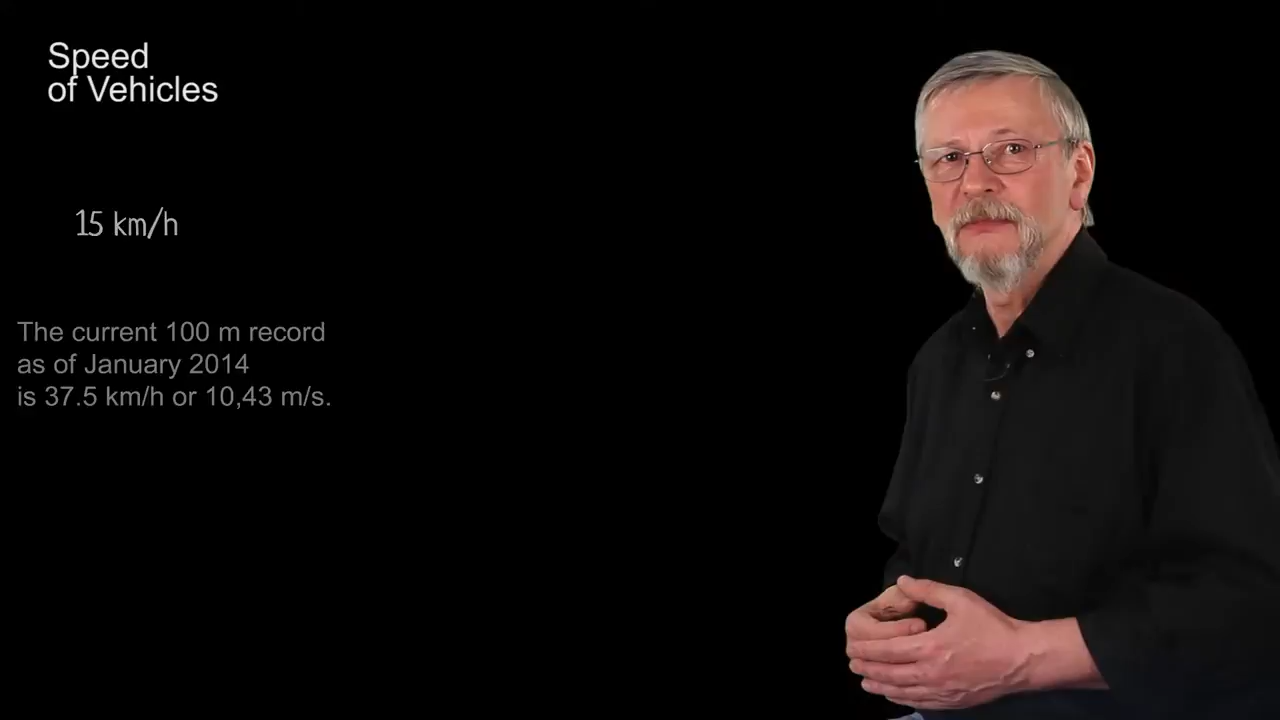 Speed
of Vehicles
15 km/h
The current 100 m record
as of January 2014
is 37.5 km/h or 10,43 m/s.